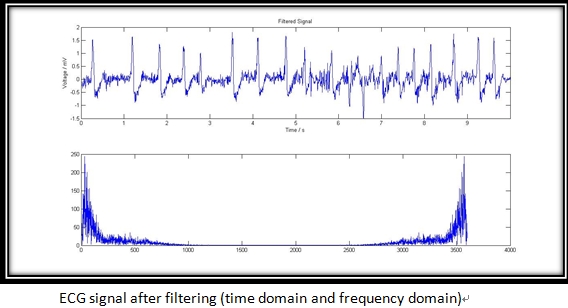 Filtered Signal
Voltage / mV
2
1.5
1
0.5
0
-0.5
-1
-1.5
0 1 2 3 4 5 6 7 8 9
Time / s
250
200
150
100
50
0
0 500 1000 1500 2000 2500 3000 3500 4000
ECG signal after filtering (time domain and frequency domain)↵